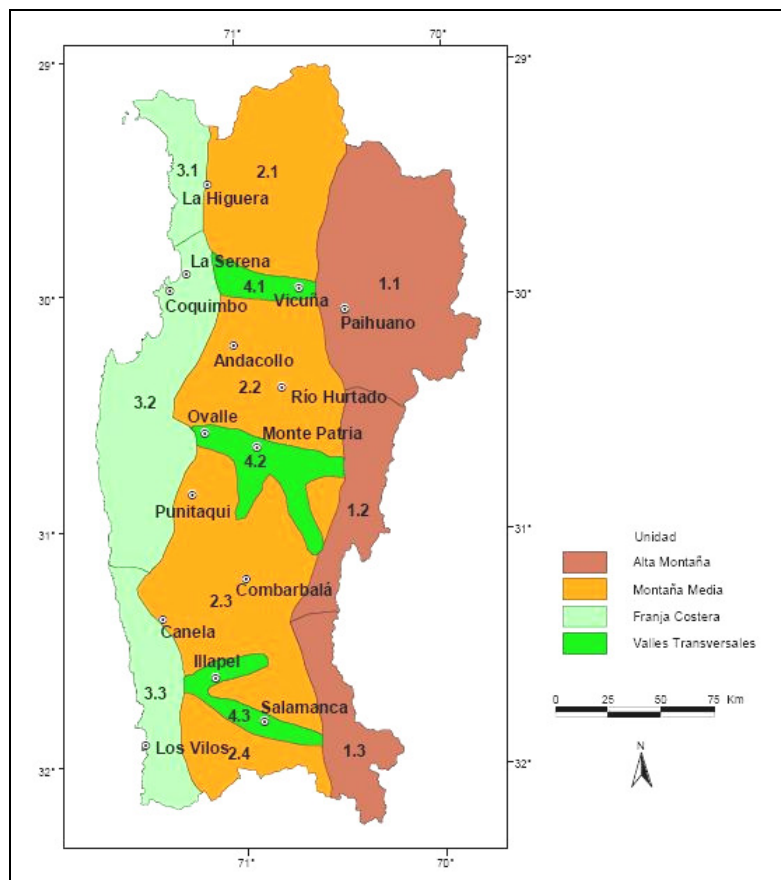 71°
70°
29°
29°
3.1
2.1
La Higuera
La Serena
4.1
Vicuña
1.1
30°
30°
Coquimbo
Paihuano
Andacollo
2.2
Río Hurtado
3.2
Ovalle
Monte Patria
4.2
Punitaqui
1.2
31°
31°
Combarbalá
2.3
Canela
Illapel
3.3
Salamanca
4.3
Los Vilos
2.4
1.3
32°
32°
71°
70°
Unidad
Alta Montaña
Montaña Media
Franja Costera
Valles Transversales
0 25 50 75 Km
N